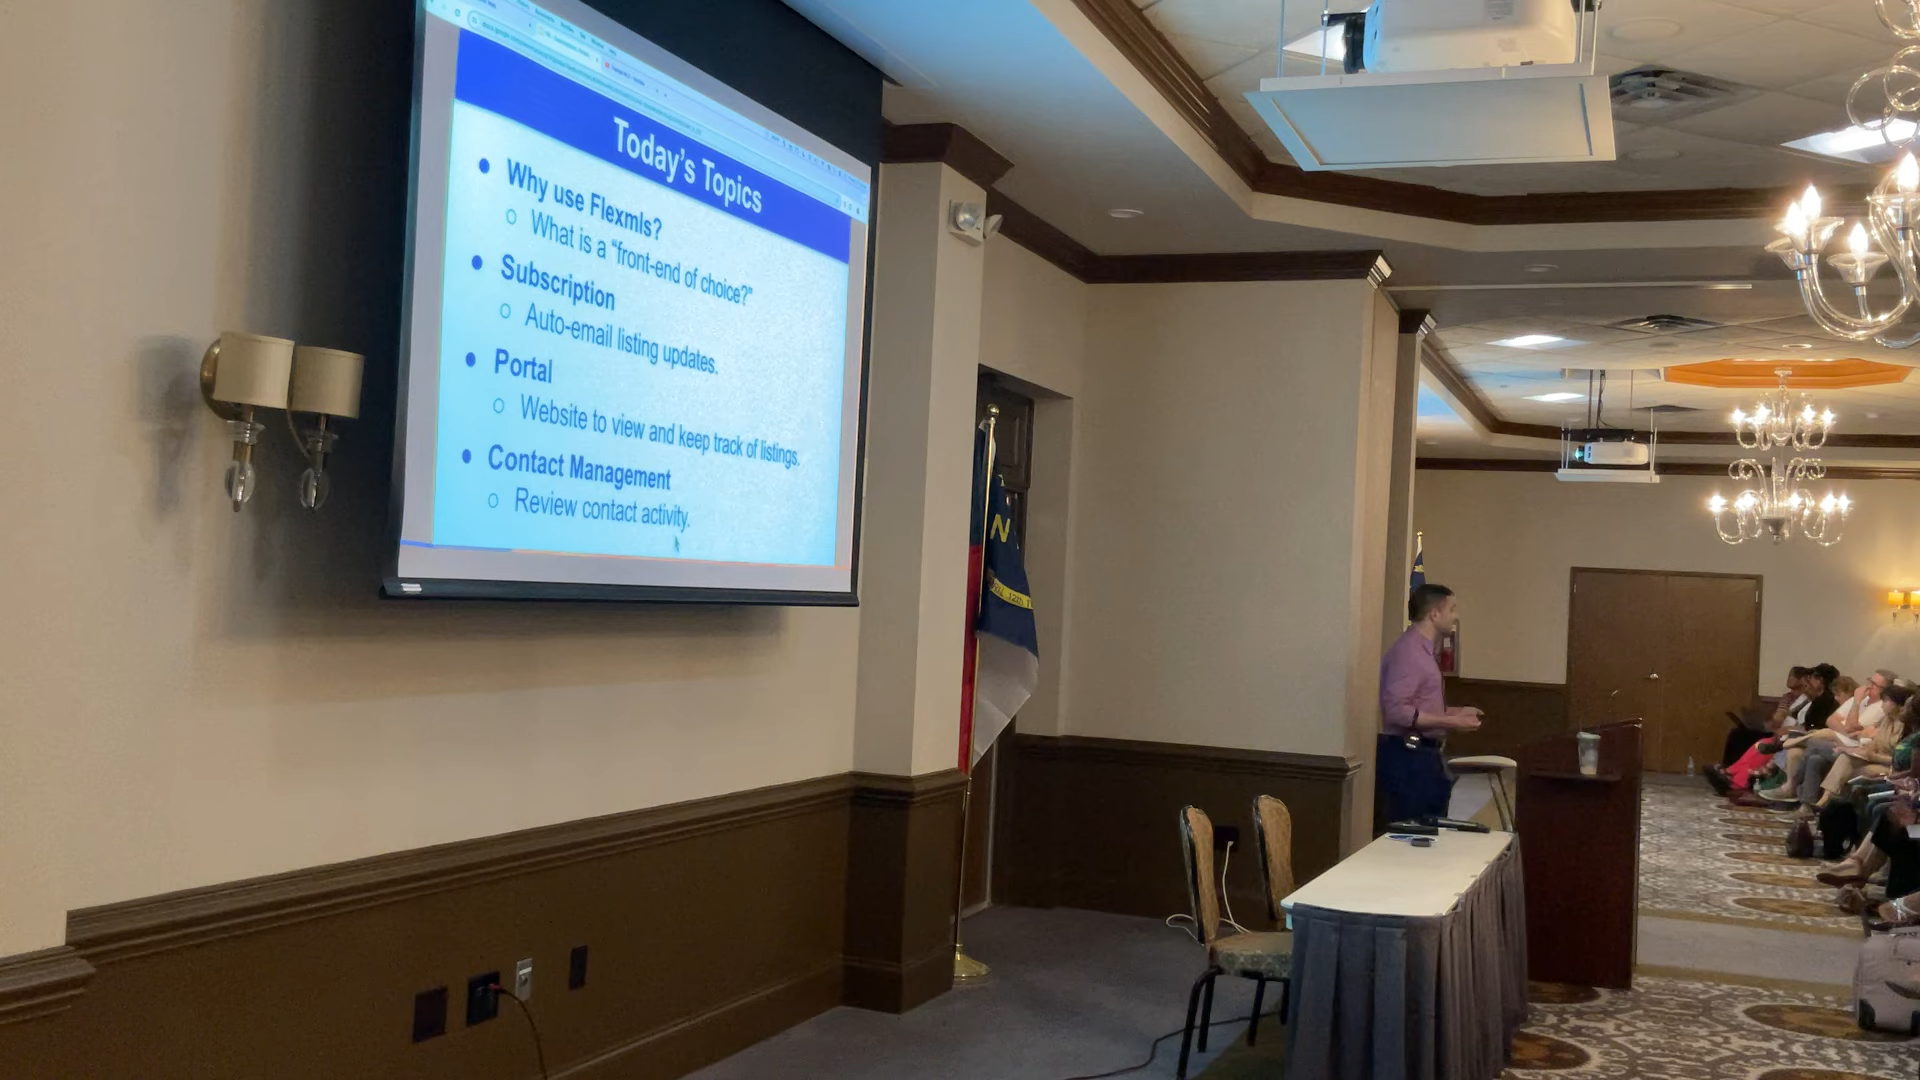 Today's Topics
● Why use Flexmls?
○ What is a "front-end of choice?"
● Subscription
○ Auto-email listing updates.
● Portal
○ Website to view and keep track of listings.
● Contact Management
○ Review contact activity.
N
12th